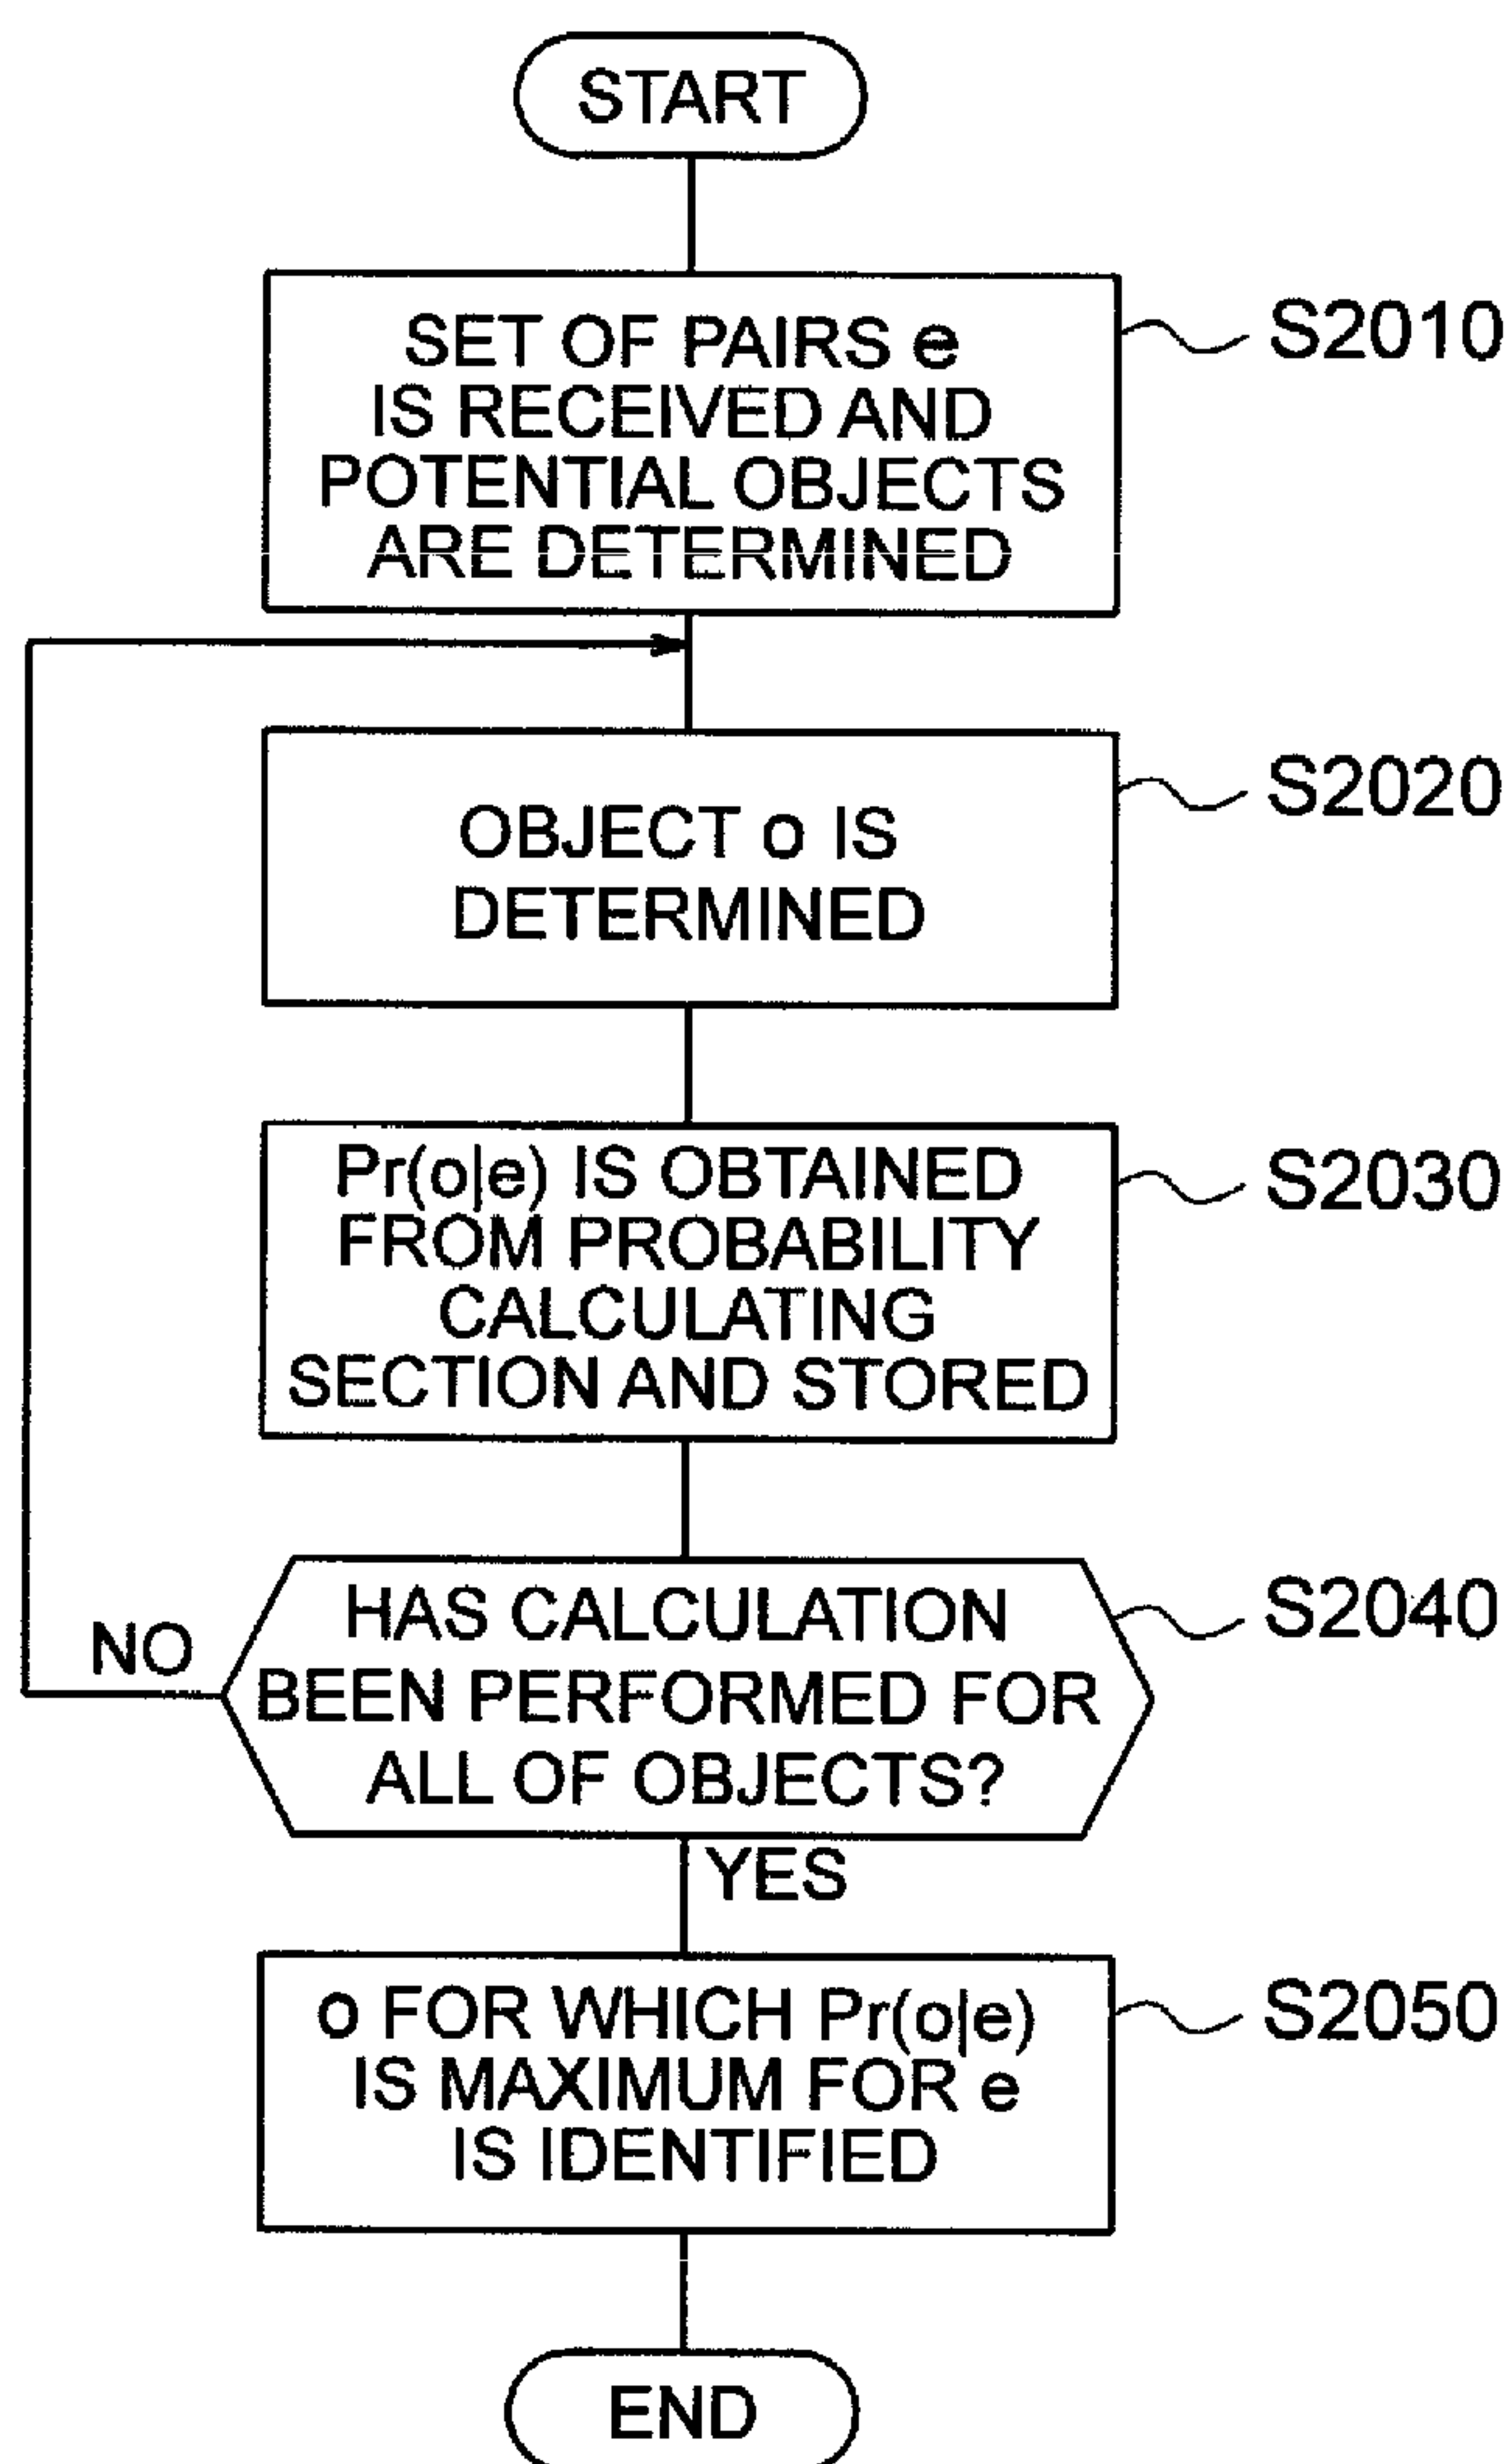 START
SET OF PAIRS e
IS RECEIVED AND
POTENTIAL OBJECTS
ARE DETERMINED
S2010
OBJECT o IS
DETERMINED
S2020
Pr(o|e) IS OBTAINED
FROM PROBABILITY
CALCULATING
SECTION AND STORED
S2030
HAS CALCULATION
BEEN PERFORMED FOR
ALL OF OBJECTS?
S2040
NO
YES
o FOR WHICH Pr(o|e)
IS MAXIMUM FOR e
IS IDENTIFIED
S2050
END